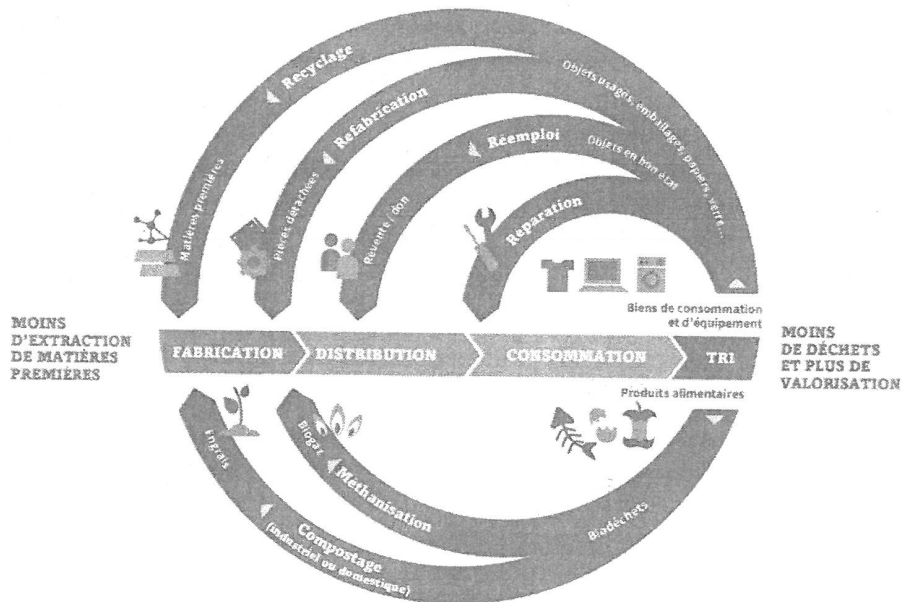 Recyclage
Objets usagés, emballages, papiers, verre...
Refabrication
Réemploi
Objets en bon état
Réparation
Matières premières
Pièces détachées
Revente / don
Biens de consommation
et d'équipement
MOINS
D'EXTRACTION
DE MATIÈRES
PREMIÈRES
FABRICATION
DISTRIBUTION
CONSOMMATION
TRI
MOINS
DE DÉCHETS
ET PLUS DE
VALORISATION
Produits alimentaires
Engrais
Biogaz
Méthanisation
Biodéchets
Compostage
(industriel ou domestique)